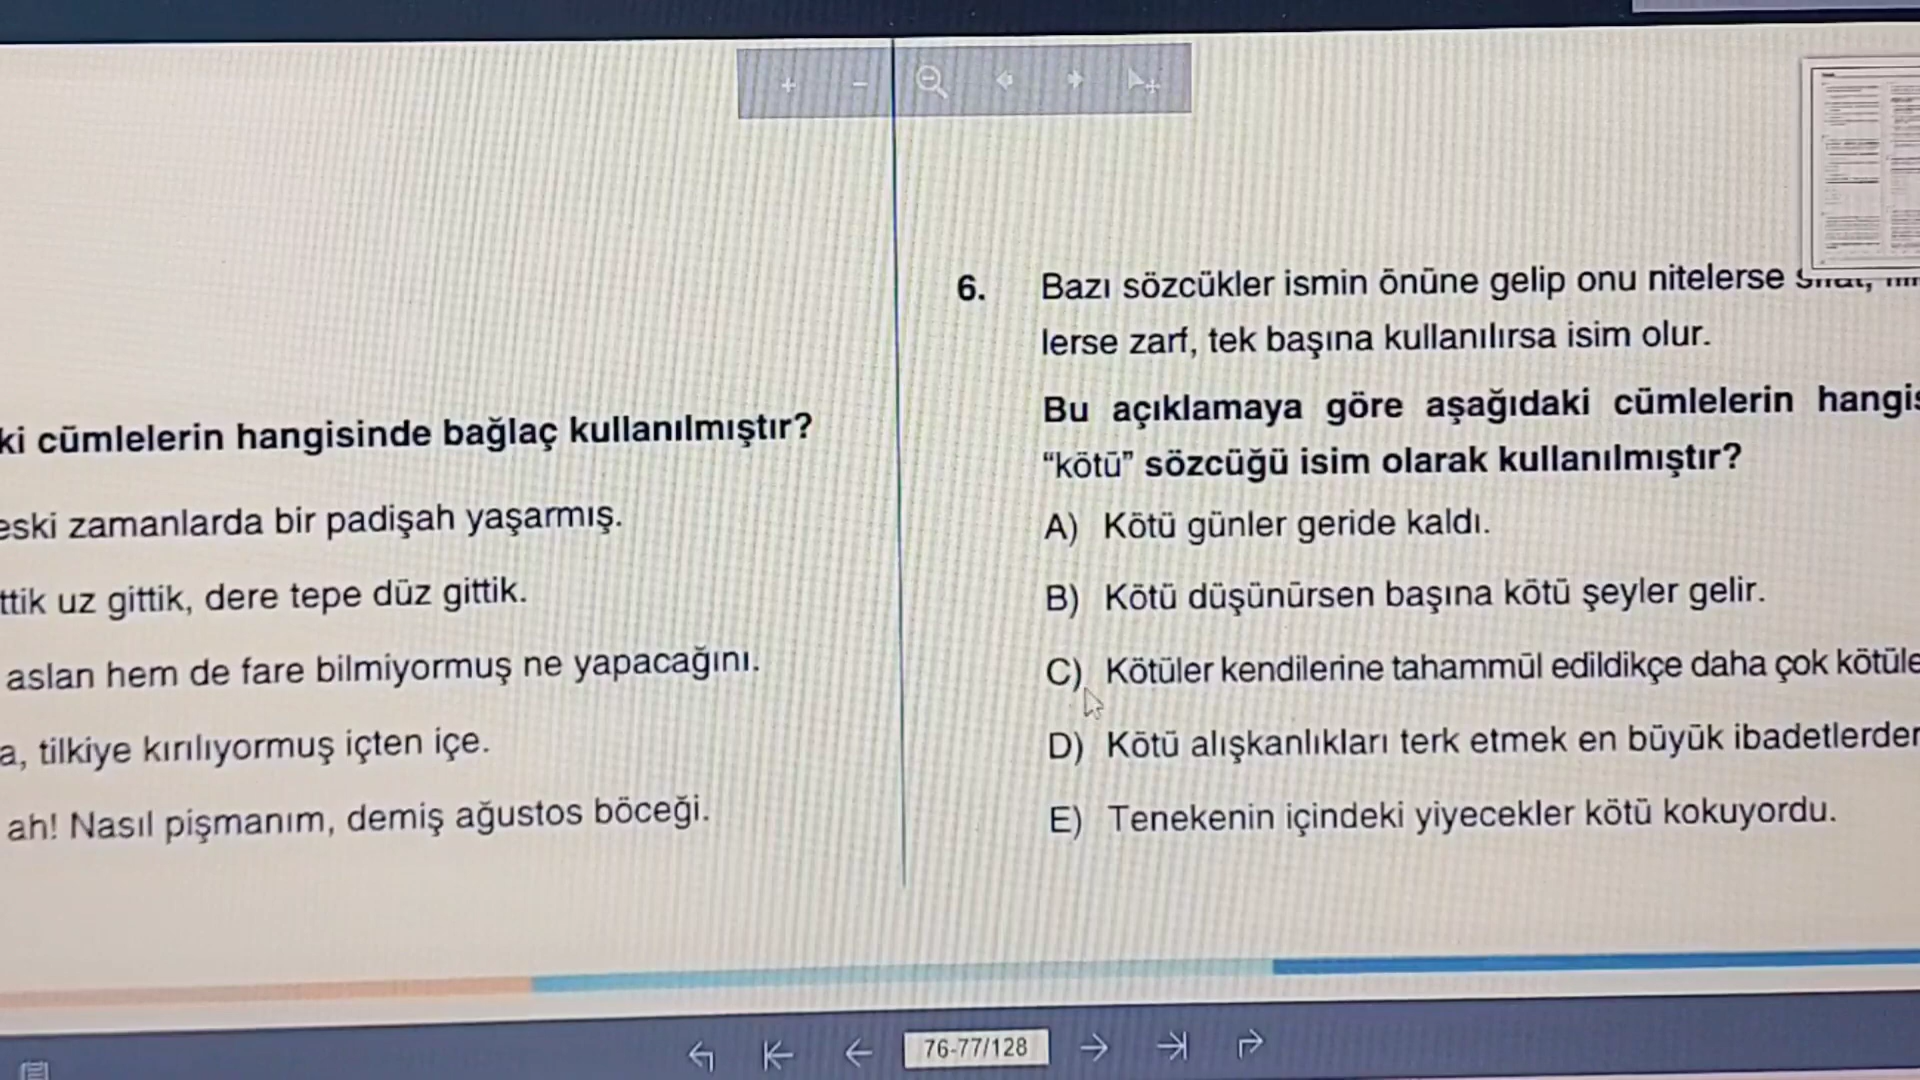 ki cümlelerin hangisinde bağlaç kullanılmıştır?
eski zamanlarda bir padişah yaşarmış.
ttik uz gittik, dere tepe düz gittik.
aslan hem de fare bilmiyormuş ne yapacağını.
a, tilkiye kırılıyormuş içten içe.
ah! Nasıl pişmanım, demiş ağustos böceği.
6. Bazı sözcükler ismin önüne gelip onu nitelerse
lerse zarf, tek başına kullanılırsa isim olur.
Bu açıklamaya göre aşağıdaki cümlelerin hangis
“kötü” sözcüğü isim olarak kullanılmıştır?
A) Kötü günler geride kaldı.
B) Kötü düşünürsen başına kötü şeyler gelir.
C) Kötüler kendilerine tahammül edildikçe daha çok kötüle
D) Kötü alışkanlıkları terk etmek en büyük ibadetlerder
E) Tenekenin içindeki yiyecekler kötü kokuyordu.
76-77/128